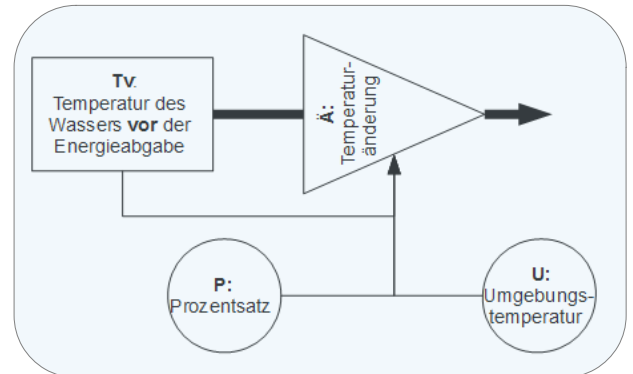 Tv:
Temperatur des
Wassers vor der
Energieabgabe
Ä:
Temperatur-
änderung
P:
Prozentsatz
U:
Umgebungs-
temperatur